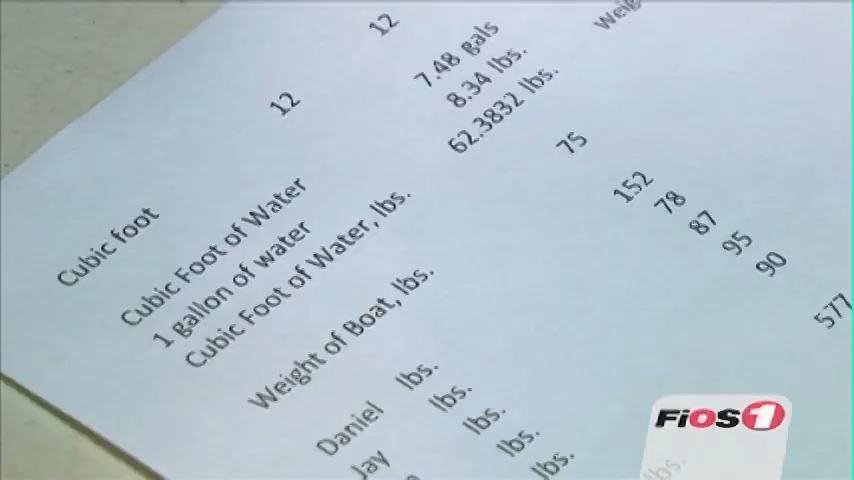 Cubic foot 12 12
Cubic Foot of Water 7.48 gals
1 gallon of water 8.34 lbs.
Cubic Foot of Water, lbs. 62.3832 lbs.
Weight of Boat, lbs. 75
Daniel lbs. 152
Jay lbs. 78
lbs. 87
lbs. 95
lbs. 90
lbs. 577
FiOS1